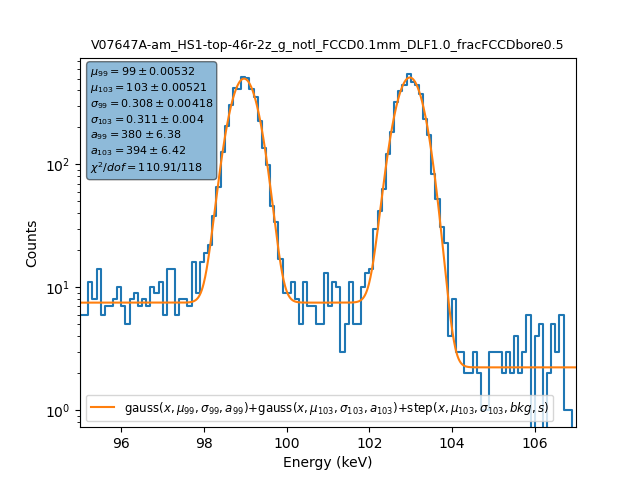 V07647A-am_HS1-top-46r-2z_g_notl_FCCD0.1mm_DLF1.0_fracFCCDbore0.5
μ₉₉ = 99 ± 0.00532
μ₁₀₃ = 103 ± 0.00521
σ₉₉ = 0.308 ± 0.00418
σ₁₀₃ = 0.311 ± 0.004
a₉₉ = 380 ± 6.38
a₁₀₃ = 394 ± 6.42
χ²/dof = 110.91/118
Counts
10²
10¹
10⁰
gauss(x, μ₉₉, σ₉₉, a₉₉)+gauss(x, μ₁₀₃, σ₁₀₃, a₁₀₃)+step(x, μ₁₀₃, σ₁₀₃, bkg, s)
96 98 100 102 104 106
Energy (keV)